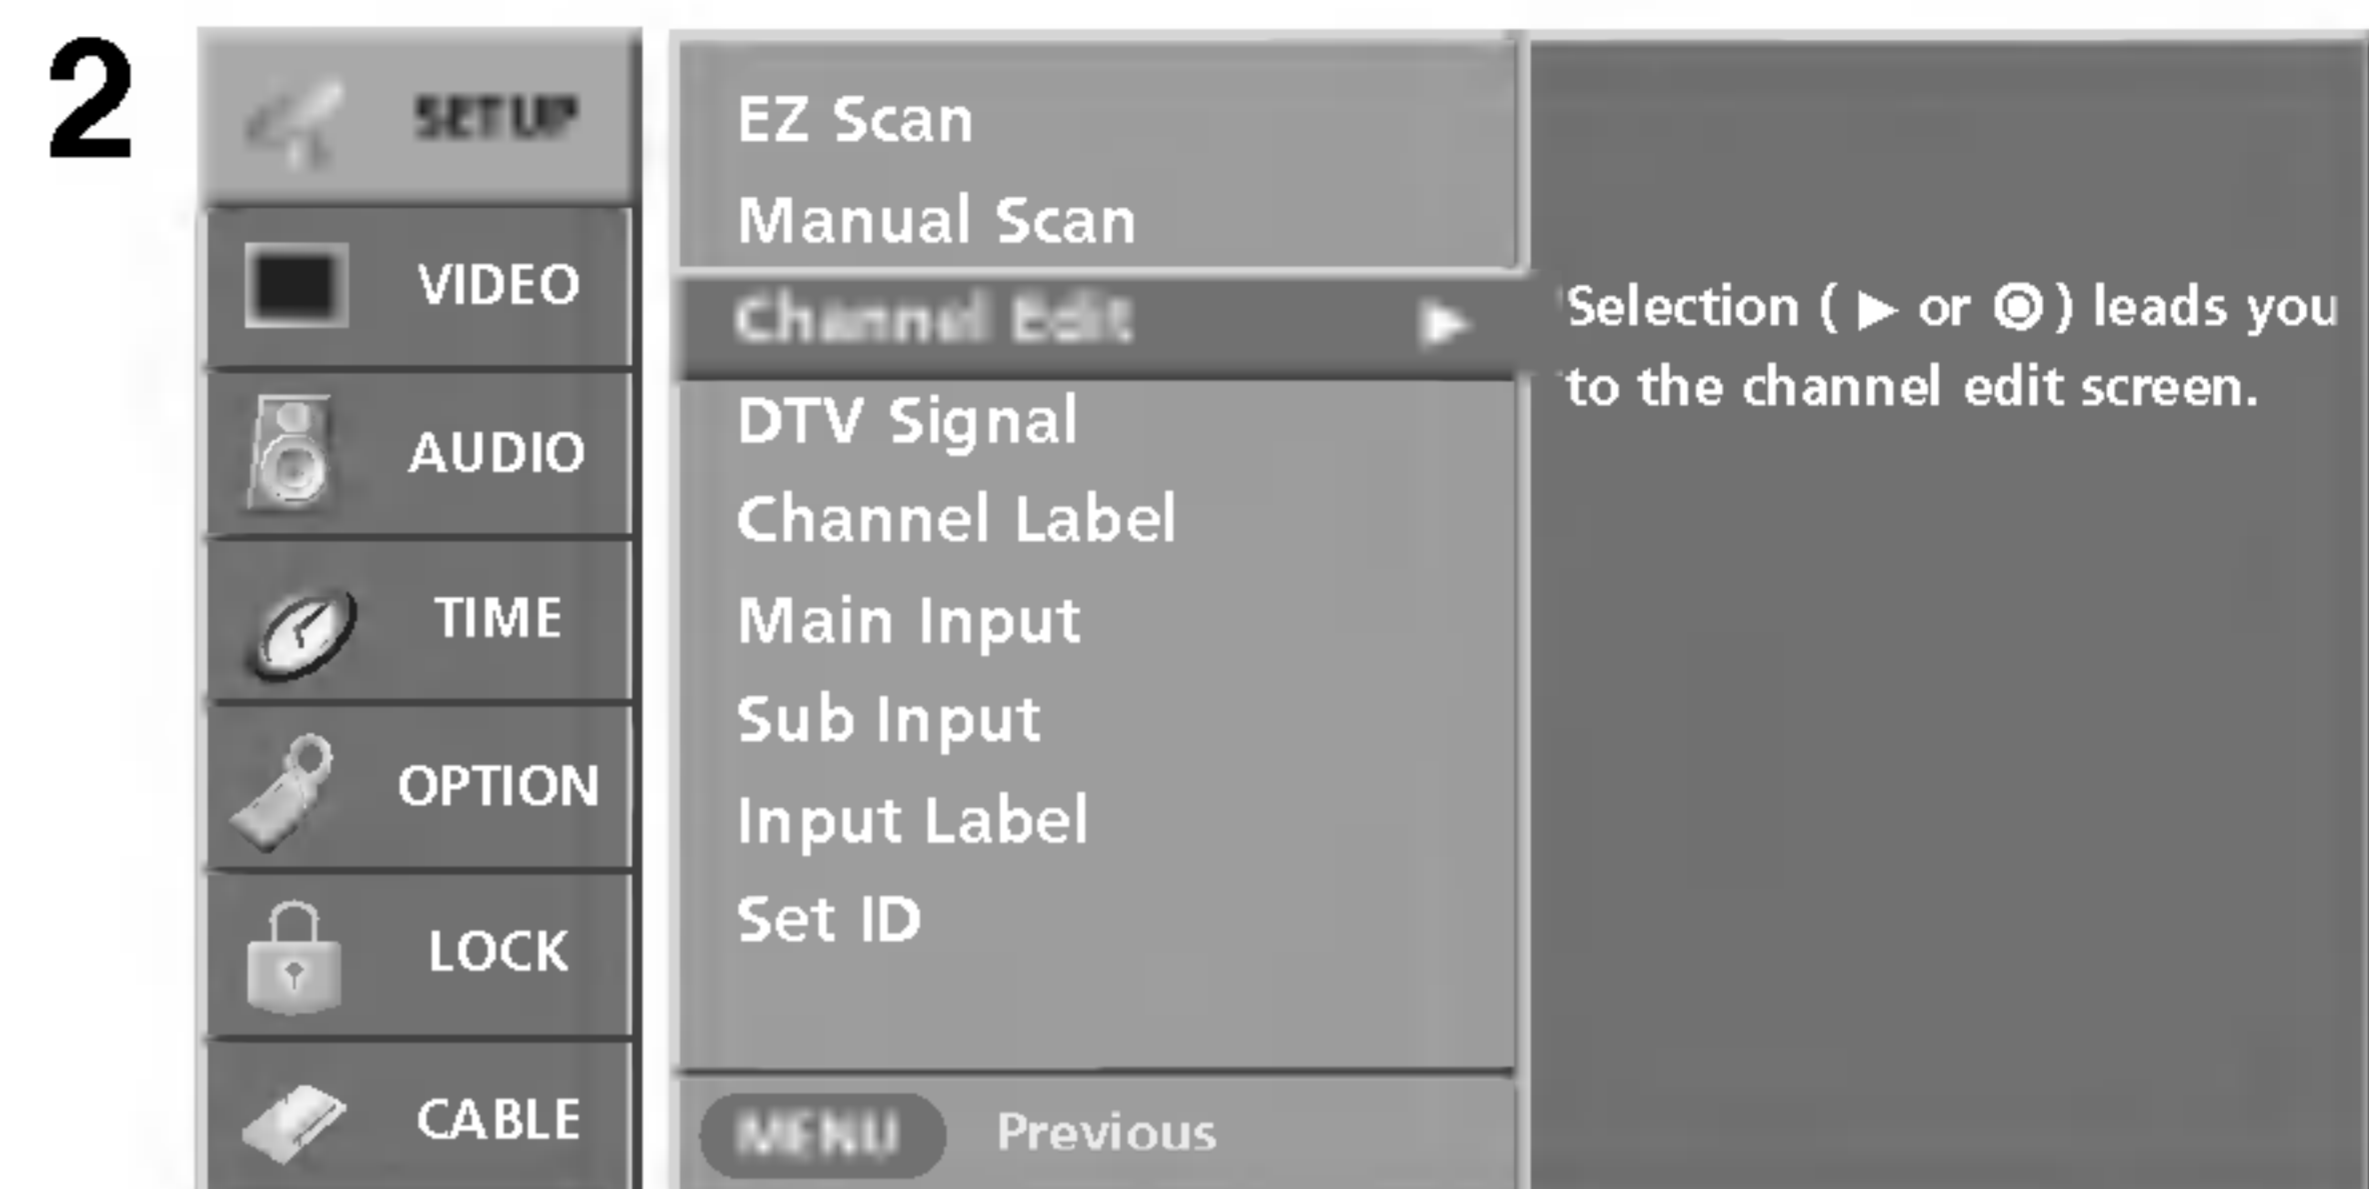 2
SETUP
VIDEO
AUDIO
TIME
OPTION
LOCK
CABLE
EZ Scan
Manual Scan
Channel Edit ►
DTV Signal
Channel Label
Main Input
Sub Input
Input Label
Set ID
MENU Previous
Selection ( ► or ◉ ) leads you
to the channel edit screen.